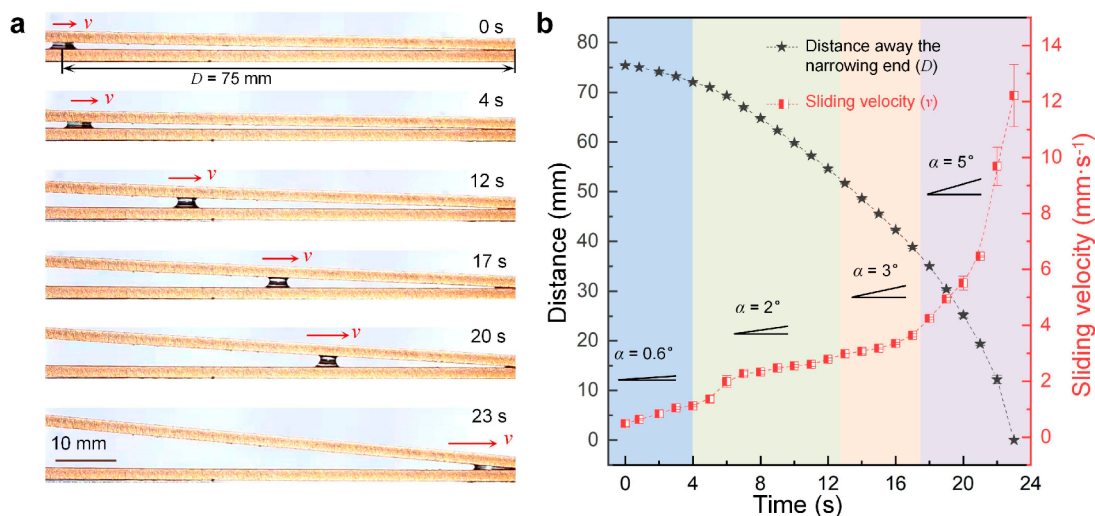 a
v
0 s
D = 75 mm
v
4 s
v
12 s
v
17 s
v
20 s
v
23 s
10 mm
b
Distance away the
narrowing end (D)
Sliding velocity (v)
α = 0.6°
α = 2°
α = 3°
α = 5°
Distance (mm)
80
70
60
50
40
30
20
10
0
Sliding velocity (mm·s⁻¹)
14
12
10
8
6
4
2
0
0 4 8 12 16 20 24
Time (s)